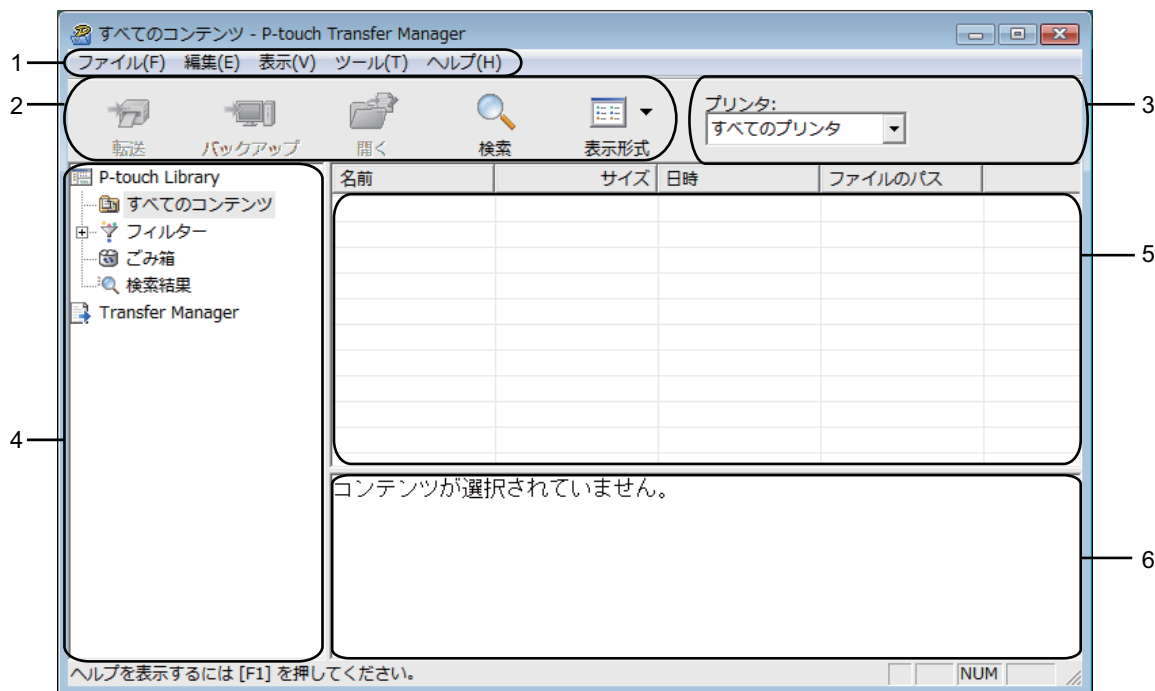 すべてのコンテンツ - P-touch Transfer Manager
1
ファイル(F) 編集(E) 表示(V) ツール(T) ヘルプ(H)
2
転送 バックアップ 開く 検索 表示形式
プリンタ:
すべてのプリンタ
3
P-touch Library
すべてのコンテンツ
フィルター
ごみ箱
検索結果
Transfer Manager
4
名前 サイズ 日時 ファイルのパス
5
コンテンツが選択されていません。
6
ヘルプを表示するには [F1] を押してください。
NUM